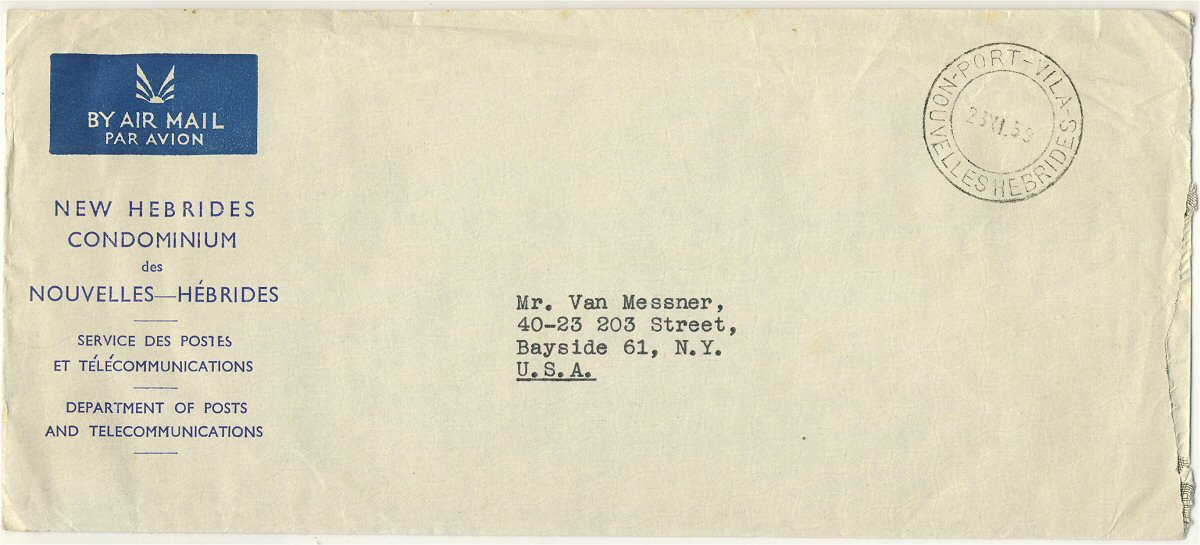 BY AIR MAIL
PAR AVION
NEW HEBRIDES
CONDOMINIUM
des
NOUVELLES—HÉBRIDES
SERVICE DES POSTES
ET TÉLÉCOMMUNICATIONS
DEPARTMENT OF POSTS
AND TELECOMMUNICATIONS
PORT-VILA-
NOUVELLES HEBRIDES
Mr. Van Messner,
40-23 203 Street,
Bayside 61, N.Y.
U.S.A.